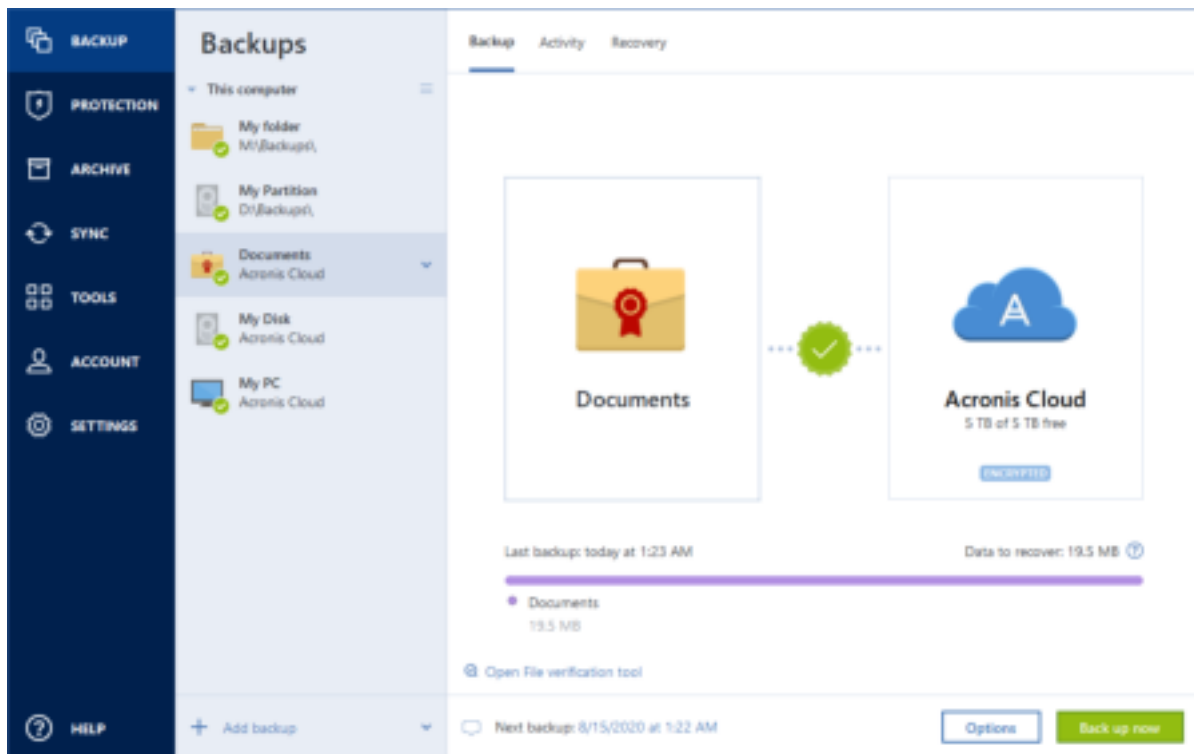 BACKUP
PROTECTION
ARCHIVE
SYNC
TOOLS
ACCOUNT
SETTINGS
HELP
Backups
This computer
My folder
M:\Backups\,
My Partition
D:\Backups\,
Documents
Acronis Cloud
My Disk
Acronis Cloud
My PC
Acronis Cloud
Add backup
Backup Activity Recovery
Documents
Acronis Cloud
5 TB of 5 TB free
ENCRYPTED
Last backup: today at 1:23 AM
Data to recover: 19.5 MB
Documents
19.5 MB
Open File verification tool
Next backup: 8/15/2020 at 1:22 AM
Options
Back up now